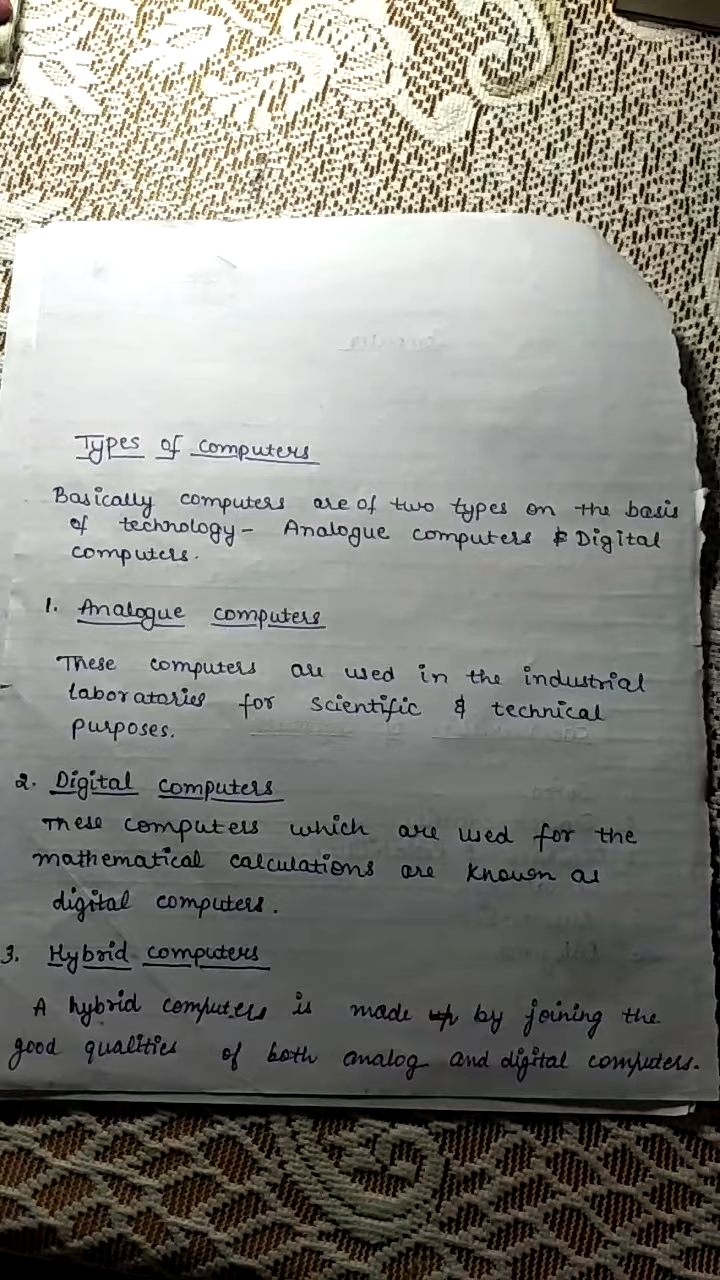 Types of computers
Basically computers are of two types on the basis
of technology- Analogue computers & Digital
computers.
1. Analogue computers
These computers are used in the industrial
laboratories for scientific & technical
purposes.
2. Digital computers
These computers which are used for the
mathematical calculations are known as
digital computers.
3. Hybrid computers
A hybrid computers is made by joining the
good qualities of both analog and digital computers.